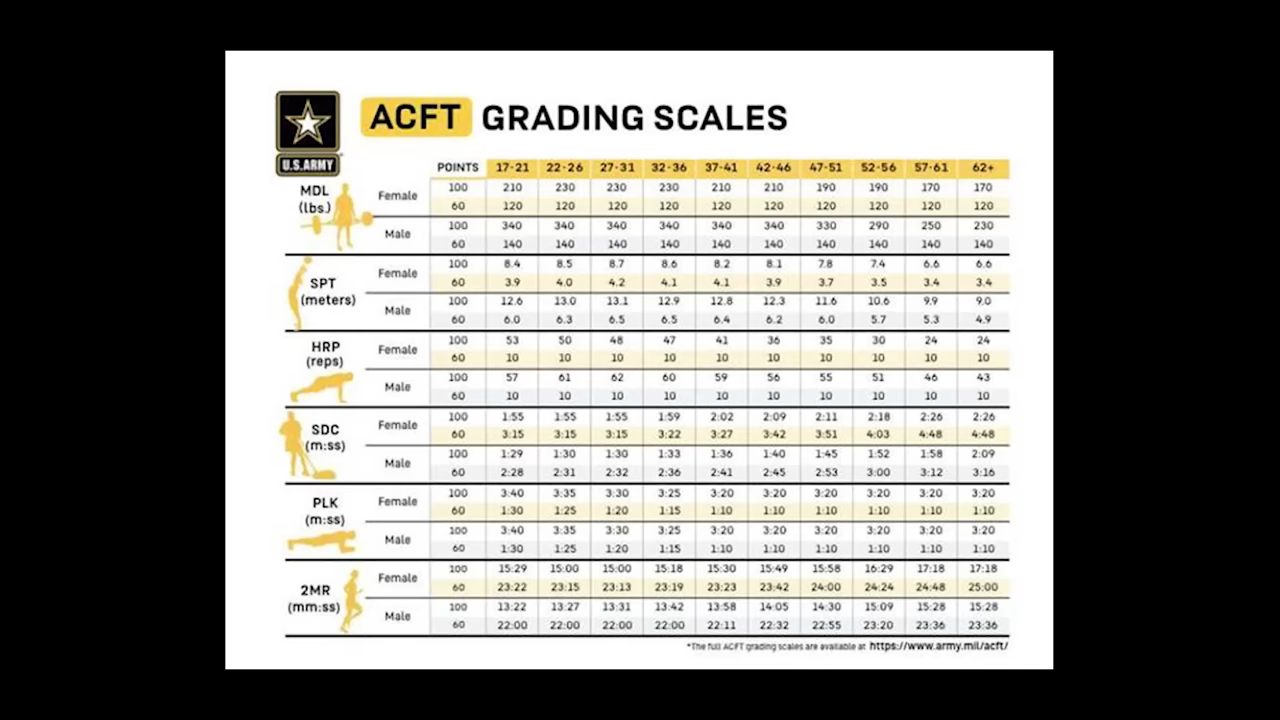 ACFT GRADING SCALES
U.S.ARMY
POINTS 17-21 22-26 27-31 32-36 37-41 42-46 47-51 52-56 57-61 62+
MDL (lbs.)
Female 100 210 230 230 230 210 210 190 190 170 170
60 120 120 120 120 120 120 120 120 120 120
Male 100 340 340 340 340 340 340 330 290 250 230
60 140 140 140 140 140 140 140 140 140 140
SPT (meters)
Female 100 8.4 8.5 8.7 8.6 8.2 8.1 7.8 7.4 6.6 6.6
60 3.9 4.0 4.2 4.1 4.1 3.9 3.7 3.5 3.4 3.4
Male 100 12.6 13.0 13.1 12.9 12.8 12.3 11.6 10.6 9.9 9.0
60 6.0 6.3 6.5 6.5 6.4 6.2 6.0 5.7 5.3 4.9
HRP (reps)
Female 100 53 50 48 47 41 36 35 30 24 24
60 10 10 10 10 10 10 10 10 10 10
Male 100 57 61 62 60 59 56 55 51 46 43
60 10 10 10 10 10 10 10 10 10 10
SDC (m:ss)
Female 100 1:55 1:55 1:55 1:59 2:02 2:09 2:11 2:18 2:26 2:26
60 3:15 3:15 3:15 3:22 3:27 3:42 3:51 4:03 4:48 4:48
Male 100 1:29 1:30 1:30 1:33 1:36 1:40 1:45 1:52 1:58 2:09
60 2:28 2:31 2:32 2:36 2:41 2:45 2:53 3:00 3:12 3:16
PLK (m:ss)
Female 100 3:40 3:35 3:30 3:25 3:20 3:20 3:20 3:20 3:20 3:20
60 1:30 1:25 1:20 1:15 1:10 1:10 1:10 1:10 1:10 1:10
Male 100 3:40 3:35 3:30 3:25 3:20 3:20 3:20 3:20 3:20 3:20
60 1:30 1:25 1:20 1:15 1:10 1:10 1:10 1:10 1:10 1:10
2MR (mm:ss)
Female 100 15:29 15:00 15:00 15:18 15:30 15:49 15:58 16:29 17:18 17:18
60 23:22 23:15 23:13 23:19 23:23 23:42 24:00 24:24 24:48 25:00
Male 100 13:22 13:27 13:31 13:42 13:58 14:05 14:30 15:09 15:28 15:28
60 22:00 22:00 22:00 22:00 22:11 22:32 22:55 23:20 23:36 23:36
*The full ACFT grading scales are available at https://www.army.mil/acft/